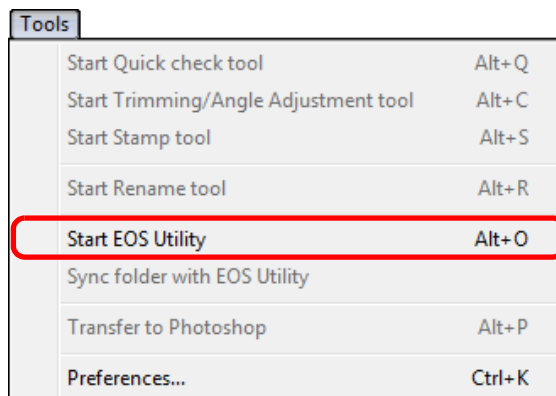 Tools
Start Quick check tool Alt+Q
Start Trimming/Angle Adjustment tool Alt+C
Start Stamp tool Alt+S
Start Rename tool Alt+R
Start EOS Utility Alt+O
Sync folder with EOS Utility
Transfer to Photoshop Alt+P
Preferences... Ctrl+K